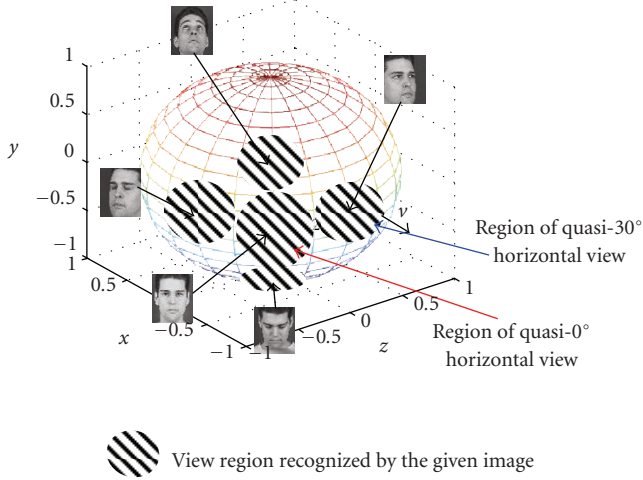 1
0.5
0
−0.5
−1
y
1
0.5
−0.5
−1
x
−1
−0.5
0
0.5
1
z
v
Region of quasi-30°
horizontal view
Region of quasi-0°
horizontal view
View region recognized by the given image